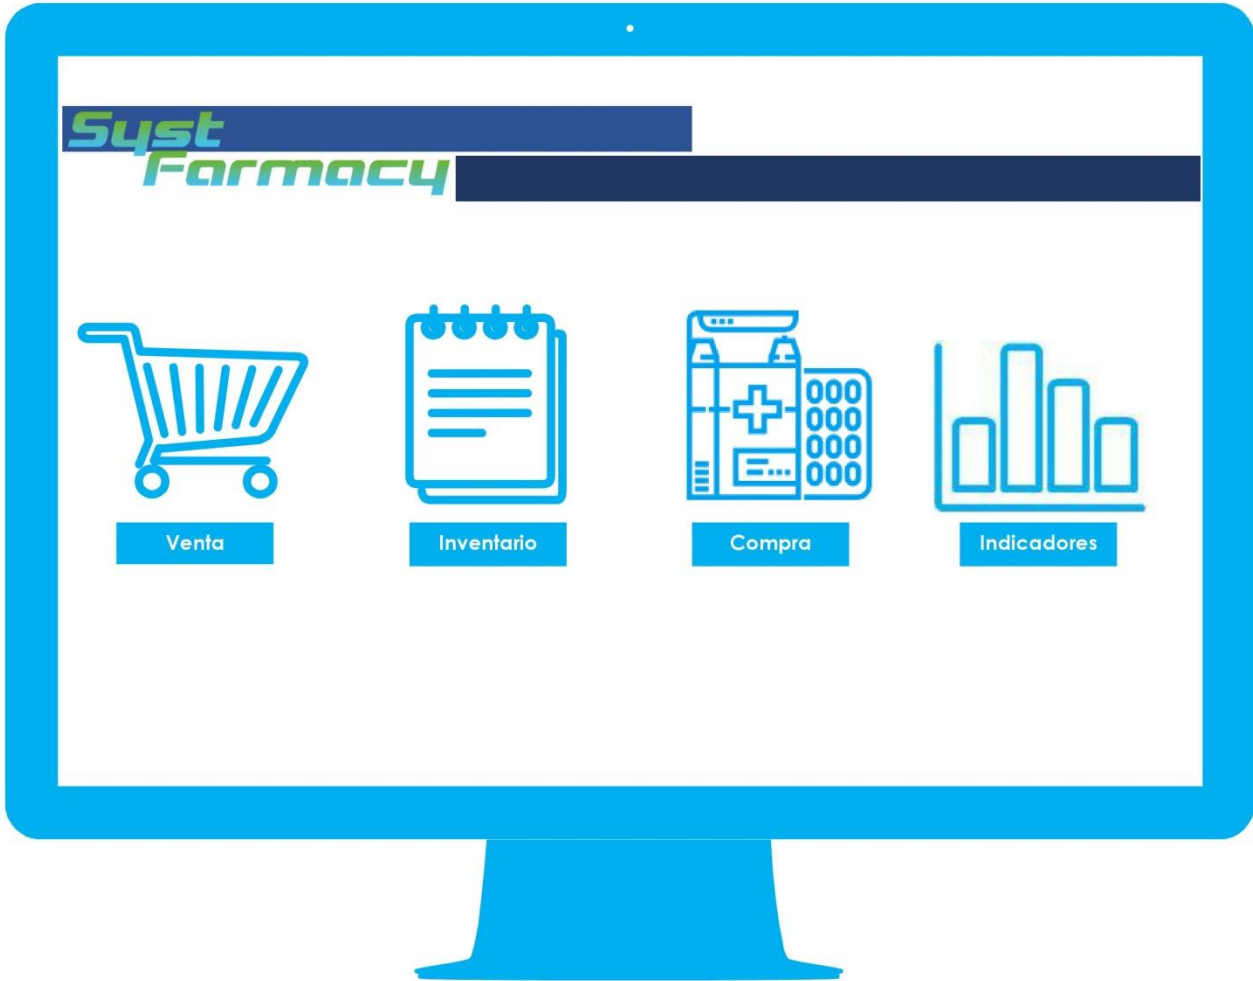 Syst
Farmacy
Venta
Inventario
Compra
Indicadores